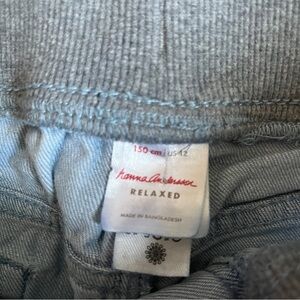 150 cm | US 12
Hanna Andersson
RELAXED
MADE IN BANGLADESH